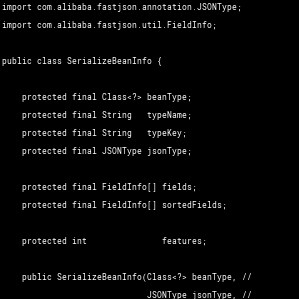 import com.alibaba.fastjson.annotation.JSONType;
import com.alibaba.fastjson.util.FieldInfo;
public class SerializeBeanInfo {
protected final Class<?> beanType;
protected final String   typeName;
protected final String   typeKey;
protected final JSONType jsonType;
protected final FieldInfo[] fields;
protected final FieldInfo[] sortedFields;
protected int               features;
public SerializeBeanInfo(Class<?> beanType, //
JSONType jsonType, //